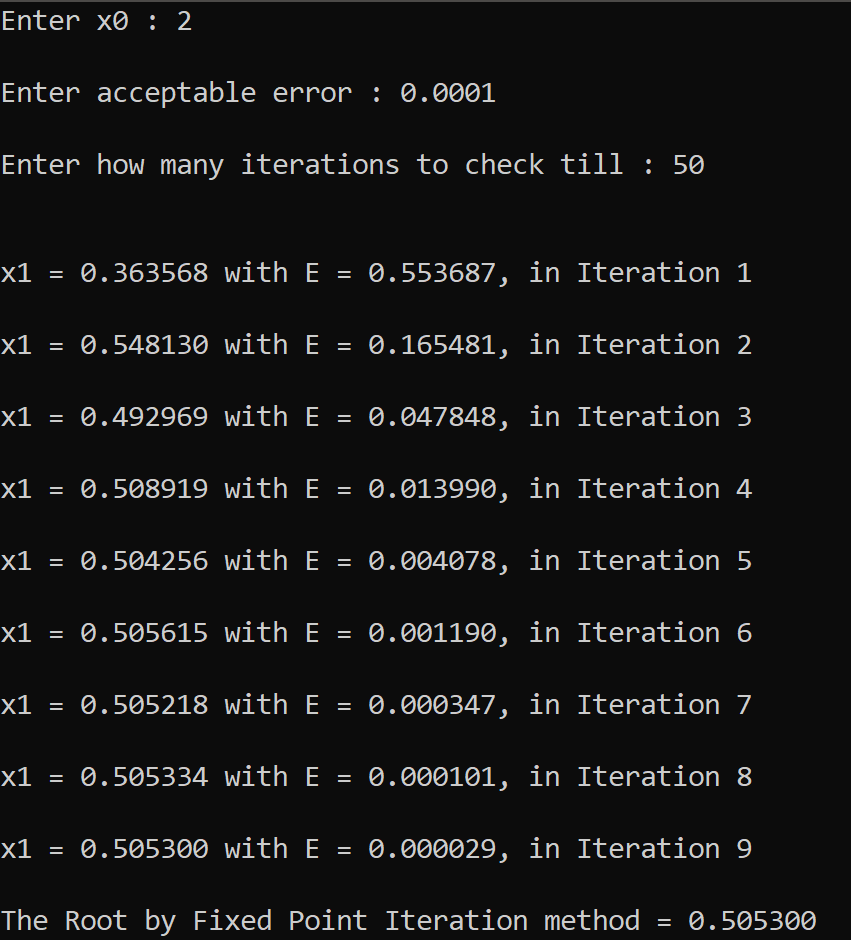 Enter x0 : 2
Enter acceptable error : 0.0001
Enter how many iterations to check till : 50
x1 = 0.363568 with E = 0.553687, in Iteration 1
x1 = 0.548130 with E = 0.165481, in Iteration 2
x1 = 0.492969 with E = 0.047848, in Iteration 3
x1 = 0.508919 with E = 0.013990, in Iteration 4
x1 = 0.504256 with E = 0.004078, in Iteration 5
x1 = 0.505615 with E = 0.001190, in Iteration 6
x1 = 0.505218 with E = 0.000347, in Iteration 7
x1 = 0.505334 with E = 0.000101, in Iteration 8
x1 = 0.505300 with E = 0.000029, in Iteration 9
The Root by Fixed Point Iteration method = 0.505300